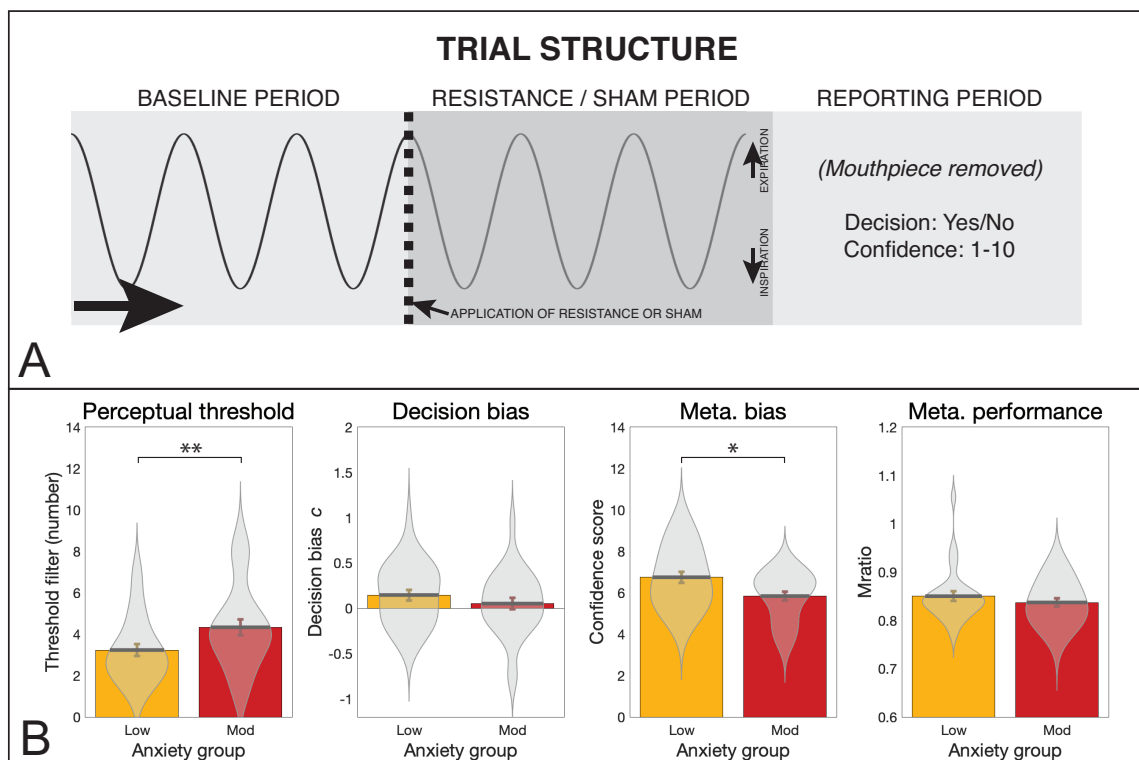 TRIAL STRUCTURE
BASELINE PERIOD
RESISTANCE / SHAM PERIOD
REPORTING PERIOD
EXPIRATION
INSPIRATION
(Mouthpiece removed)
Decision: Yes/No
Confidence: 1-10
APPLICATION OF RESISTANCE OR SHAM
A
Perceptual threshold
14
12
10
8
6
4
2
0
Threshold filter (number)
**
Low
Mod
Anxiety group
Decision bias
2
1.5
1
0.5
0
-0.5
-1
Decision bias c
Low
Mod
Anxiety group
Meta. bias
14
12
10
8
6
4
2
0
Confidence score
*
Low
Mod
Anxiety group
Meta. performance
1.2
1.1
1
0.9
0.8
0.7
0.6
Mratio
Low
Mod
Anxiety group
B